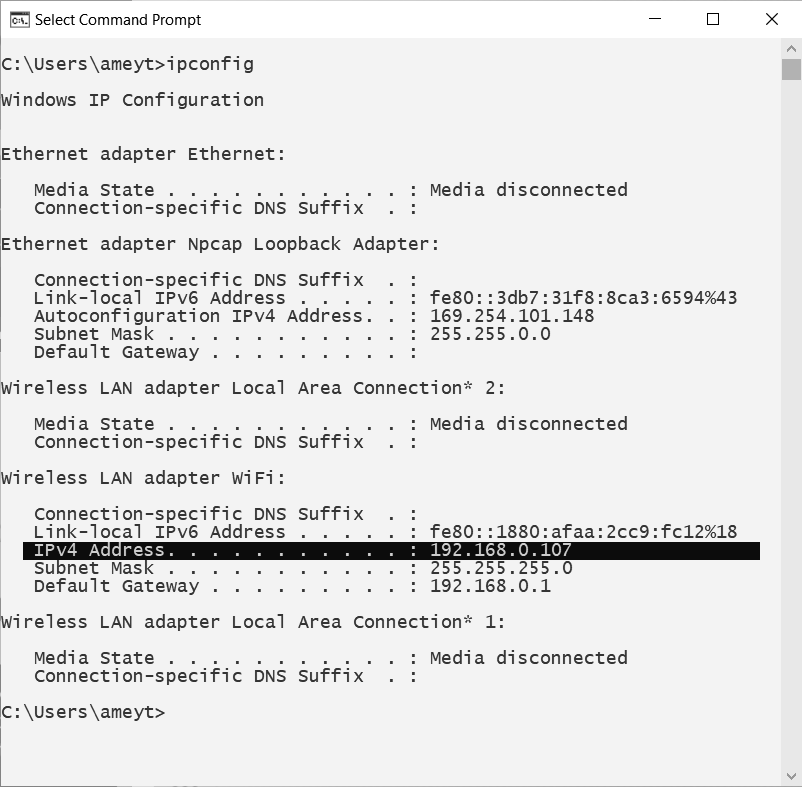 Select Command Prompt
C:\Users\ameyt>ipconfig
Windows IP Configuration
Ethernet adapter Ethernet:
Media State . . . . . . . . . . . : Media disconnected
Connection-specific DNS Suffix  . :
Ethernet adapter Npcap Loopback Adapter:
Connection-specific DNS Suffix  . :
Link-local IPv6 Address . . . . . : fe80::3db7:31f8:8ca3:6594%43
Autoconfiguration IPv4 Address. . : 169.254.101.148
Subnet Mask . . . . . . . . . . . : 255.255.0.0
Default Gateway . . . . . . . . . :
Wireless LAN adapter Local Area Connection* 2:
Media State . . . . . . . . . . . : Media disconnected
Connection-specific DNS Suffix  . :
Wireless LAN adapter WiFi:
Connection-specific DNS Suffix  . :
Link-local IPv6 Address . . . . . : fe80::1880:afaa:2cc9:fc12%18
IPv4 Address. . . . . . . . . . . : 192.168.0.107
Subnet Mask . . . . . . . . . . . : 255.255.255.0
Default Gateway . . . . . . . . . : 192.168.0.1
Wireless LAN adapter Local Area Connection* 1:
Media State . . . . . . . . . . . : Media disconnected
Connection-specific DNS Suffix  . :
C:\Users\ameyt>